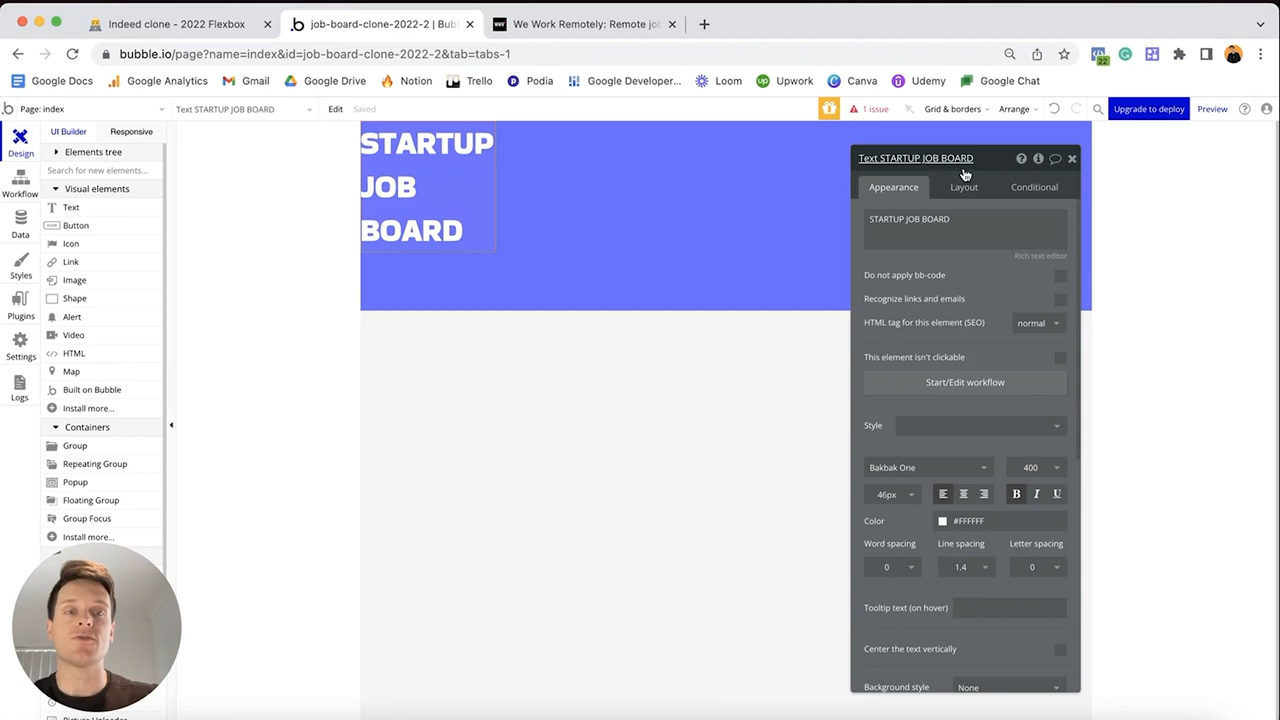 Indeed clone - 2022 Flexbox
job-board-clone-2022-2 | Bub
We Work Remotely: Remote jo
bubble.io/page?name=index&id=job-board-clone-2022-2&tab=tabs-1
22
Google Docs
Google Analytics
Gmail
Google Drive
Notion
Trello
Podia
Google Developer...
Loom
Upwork
Canva
Udemy
Google Chat
Page: index
Text STARTUP JOB BOARD
Edit
Saved
1 issue
Grid & borders
Arrange
Upgrade to deploy
Preview
Design
Workflow
Data
Styles
Plugins
Settings
Logs
UI Builder
Responsive
Elements tree
Search for new elements...
Visual elements
Text
Button
Icon
Link
Image
Shape
Alert
Video
HTML
Map
Built on Bubble
Install more...
Containers
Group
Repeating Group
Popup
Floating Group
Group Focus
Install more...
STARTUP
JOB
BOARD
Text STARTUP JOB BOARD
Appearance
Layout
Conditional
STARTUP JOB BOARD
Rich text editor
Do not apply bb-code
Recognize links and emails
HTML tag for this element (SEO)
normal
This element isn't clickable
Start/Edit workflow
Style
Bakbak One
400
46px
B I U
Color
#FFFFFF
Word spacing
Line spacing
Letter spacing
0
1.4
0
Tooltip text (on hover)
Center the text vertically
Background style
None